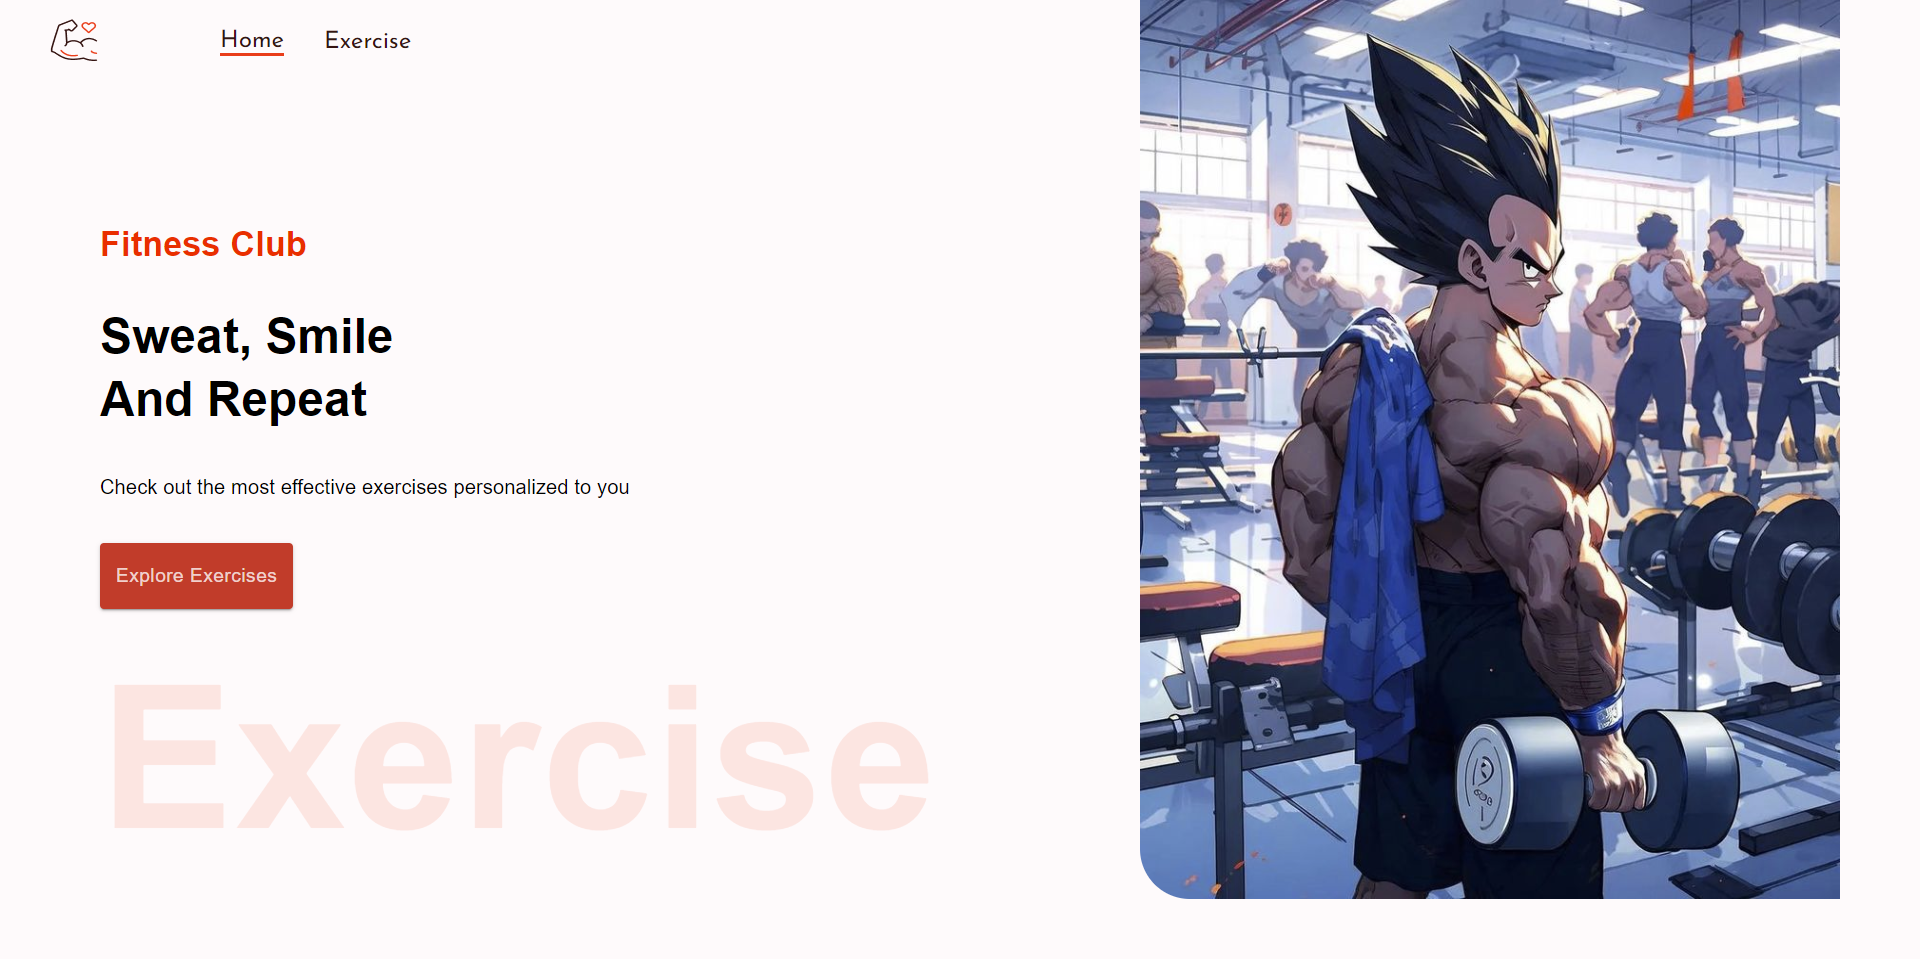 Home
Exercise
Fitness Club
Sweat, Smile
And Repeat
Check out the most effective exercises personalized to you
Explore Exercises
Exercise